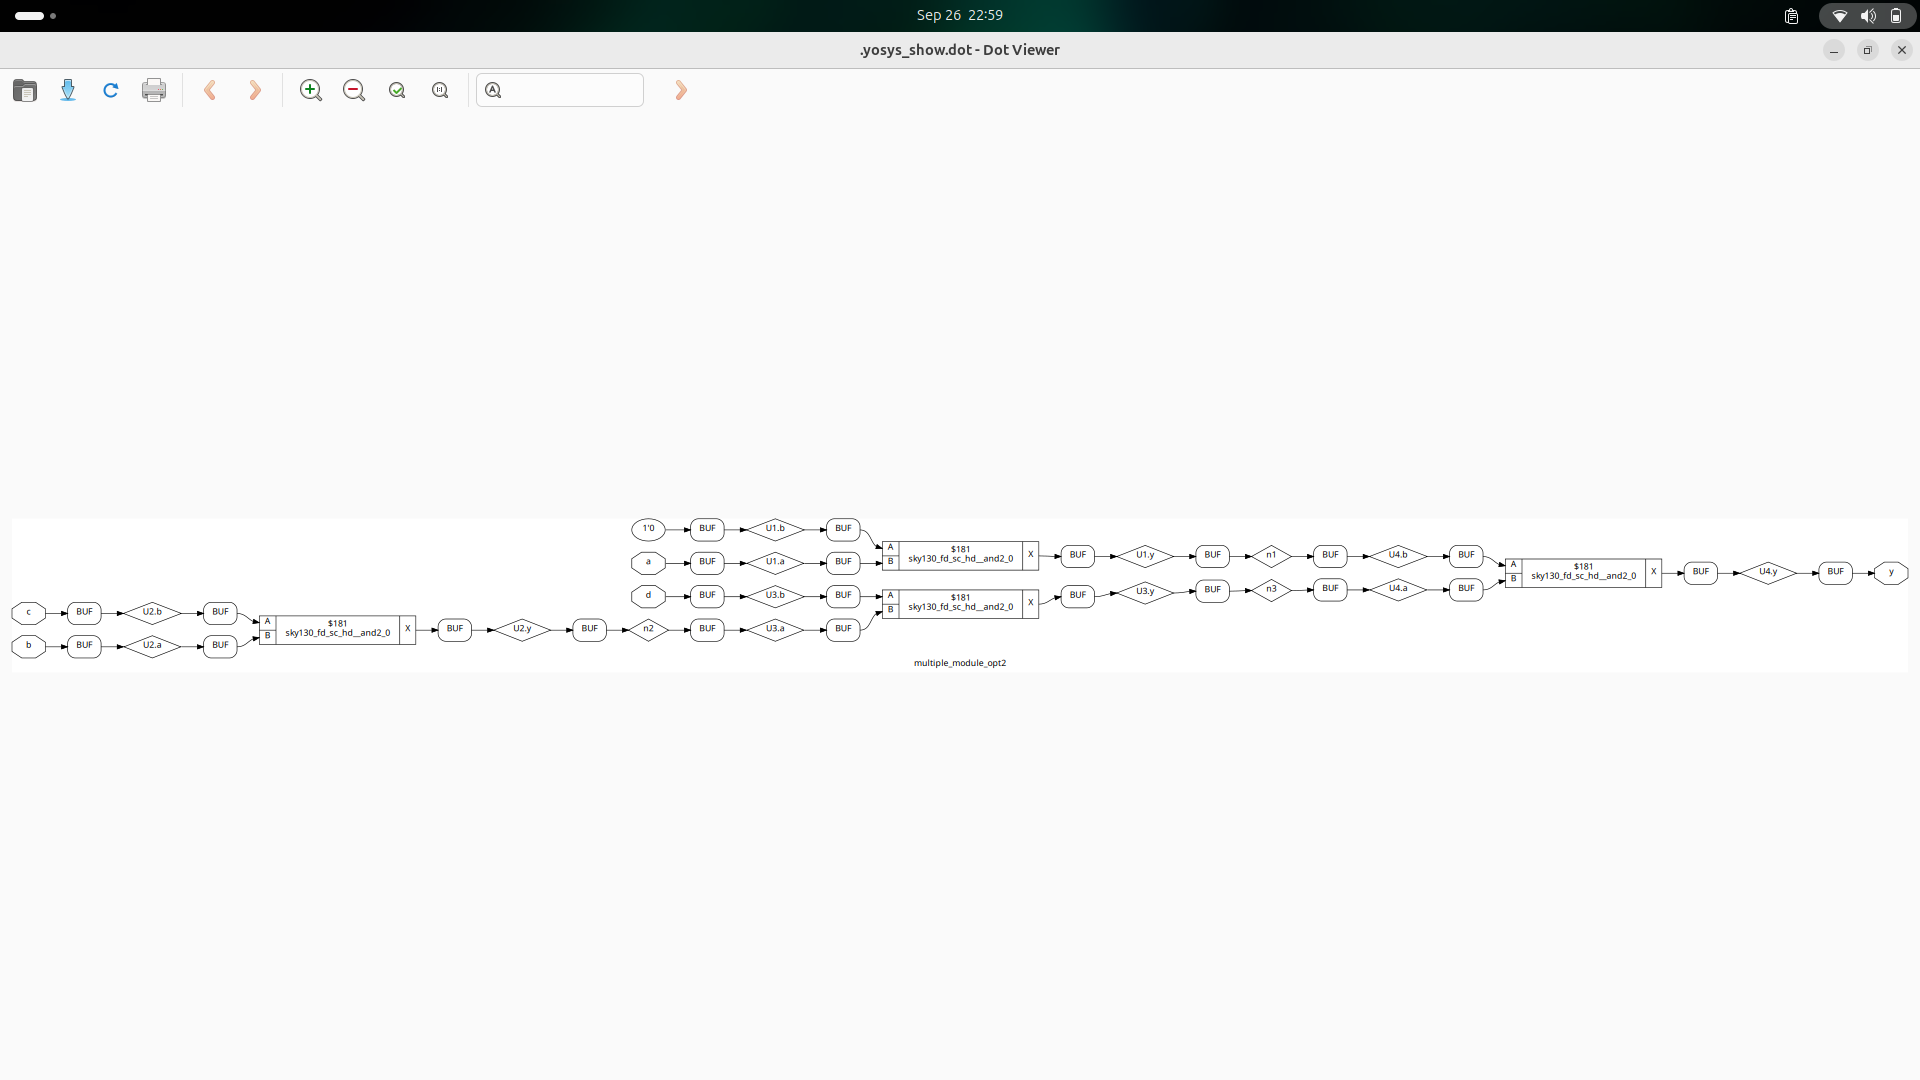 Sep 26 22:59
.yosys_show.dot - Dot Viewer
1'0 BUF U1.b BUF
a BUF U1.a BUF
A B $181 sky130_fd_sc_hd__and2_0 X
BUF U1.y BUF n1 BUF U4.b BUF
d BUF U3.b BUF
A B $181 sky130_fd_sc_hd__and2_0 X
BUF U3.y BUF n3 BUF U4.a BUF
A B $181 sky130_fd_sc_hd__and2_0 X
BUF U4.y BUF y
c BUF U2.b BUF
b BUF U2.a BUF
A B $181 sky130_fd_sc_hd__and2_0 X
BUF U2.y BUF n2 BUF U3.a BUF
multiple_module_opt2